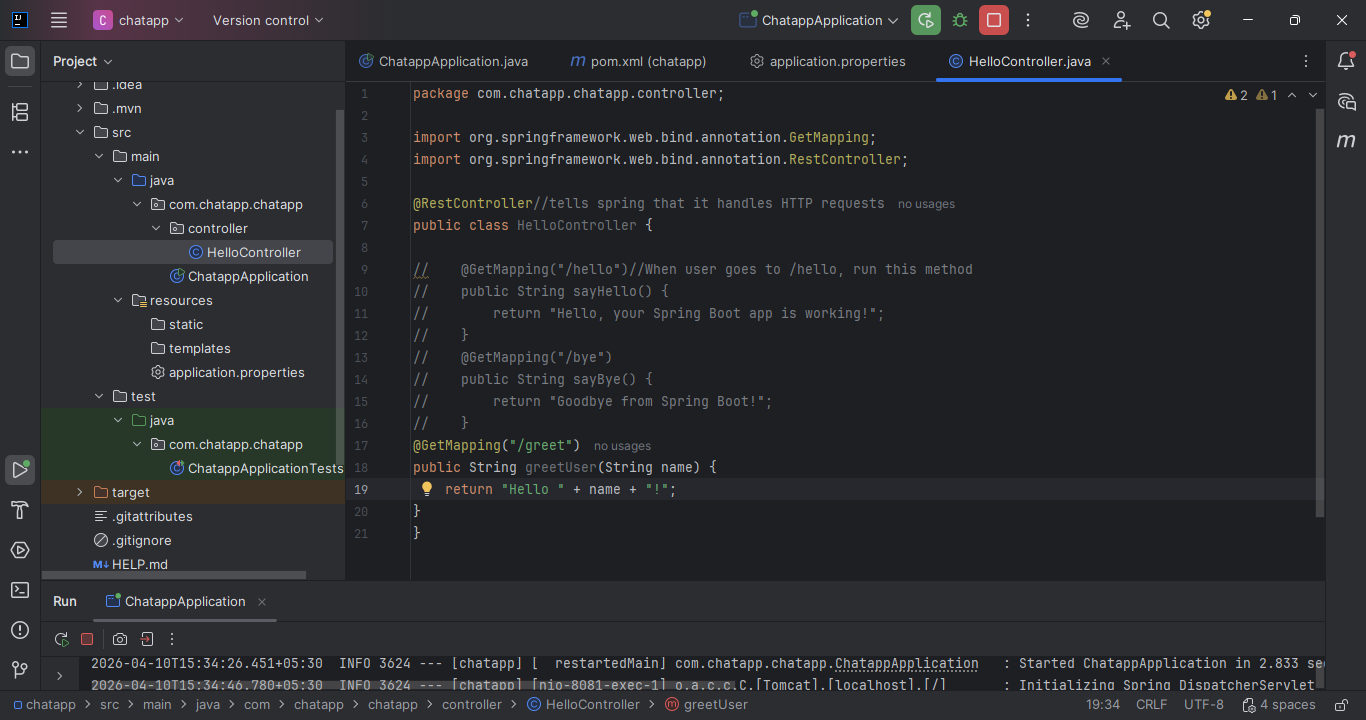 C chatapp Version control ChatappApplication
Project
ChatappApplication.java m pom.xml (chatapp) application.properties HelloController.java
.idea
.mvn
src
main
java
com.chatapp.chatapp
controller
HelloController
ChatappApplication
resources
static
templates
application.properties
test
java
com.chatapp.chatapp
ChatappApplicationTests
target
.gitattributes
.gitignore
M↓ HELP.md
2 1
1 package com.chatapp.chatapp.controller;
2
3 import org.springframework.web.bind.annotation.GetMapping;
4 import org.springframework.web.bind.annotation.RestController;
5
6 @RestController//tells spring that it handles HTTP requests no usages
7 public class HelloController {
8
9 //    @GetMapping("/hello")//When user goes to /hello, run this method
10 //    public String sayHello() {
11 //        return "Hello, your Spring Boot app is working!";
12 //    }
13 //    @GetMapping("/bye")
14 //    public String sayBye() {
15 //        return "Goodbye from Spring Boot!";
16 //    }
17 @GetMapping("/greet") no usages
18 public String greetUser(String name) {
19     return "Hello " + name + "!";
20 }
21 }
m
Run ChatappApplication
2026-04-10T15:34:26.451+05:30  INFO 3624 --- [chatapp] [  restartedMain] com.chatapp.chatapp.ChatappApplication   : Started ChatappApplication in 2.833 sec
2026-04-10T15:34:46.780+05:30  INFO 3624 --- [chatapp] [nio-8081-exec-1] o.a.c.c.C.[Tomcat].[localhost].[/]       : Initializing Spring DispatcherServlet
chatapp > src > main > java > com > chatapp > chatapp > controller > HelloController > greetUser 19:34 CRLF UTF-8 4 spaces